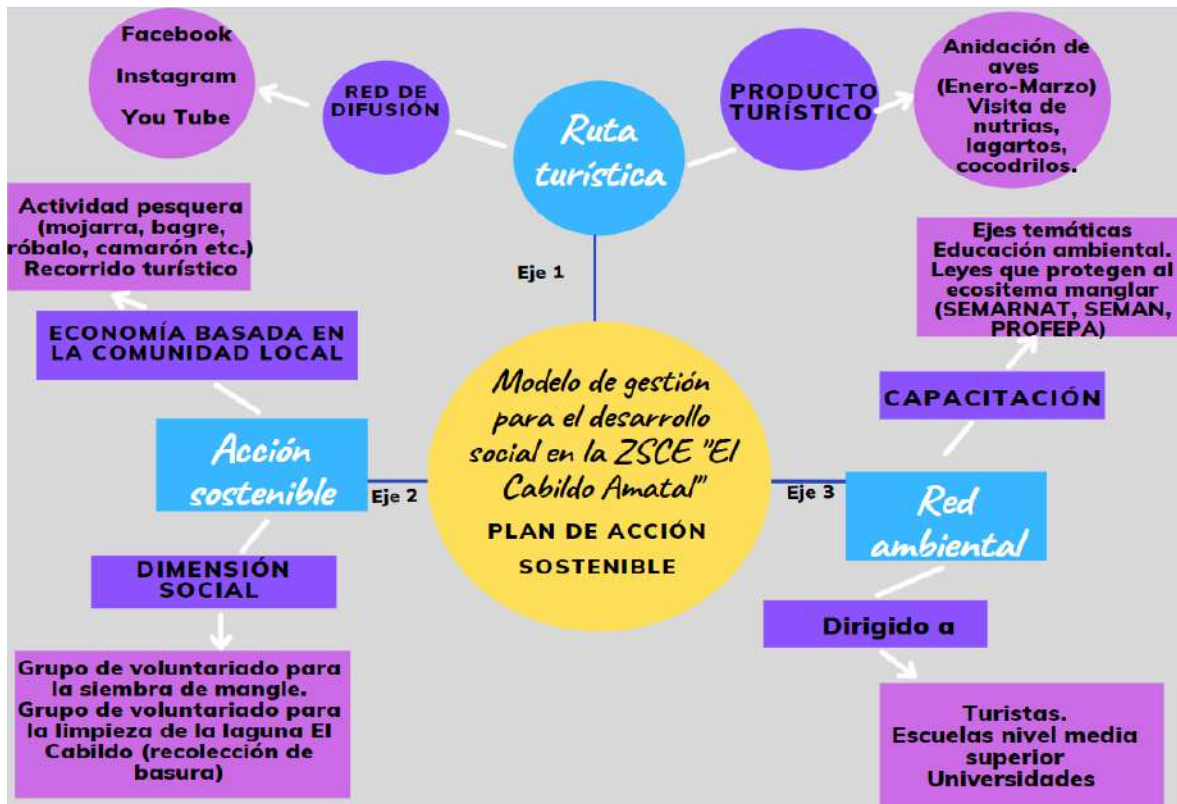 Facebook
Instagram
You Tube
RED DE
DIFUSIÓN
Ruta
turística
PRODUCTO
TURÍSTICO
Anidación de
aves
(Enero-Marzo)
Visita de
nutrias,
lagartos,
cocodrilos.
Eje 1
Actividad pesquera
(mojarra, bagre,
róbalo, camarón etc.)
Recorrido turístico
ECONOMÍA BASADA EN
LA COMUNIDAD LOCAL
Acción
sostenible
Eje 2
DIMENSIÓN
SOCIAL
Grupo de voluntariado para
la siembra de mangle.
Grupo de voluntariado para
la limpieza de la laguna El
Cabildo (recolección de
basura)
Modelo de gestión
para el desarrollo
social en la ZSCE "El
Cabildo Amatal"
PLAN DE ACCIÓN
SOSTENIBLE
Ejes temáticas
Educación ambiental.
Leyes que protegen al
ecositema manglar
(SEMARNAT, SEMAN,
PROFEPA)
CAPACITACIÓN
Eje 3
Red
ambiental
Dirigido a
Turistas.
Escuelas nivel media
superior
Universidades